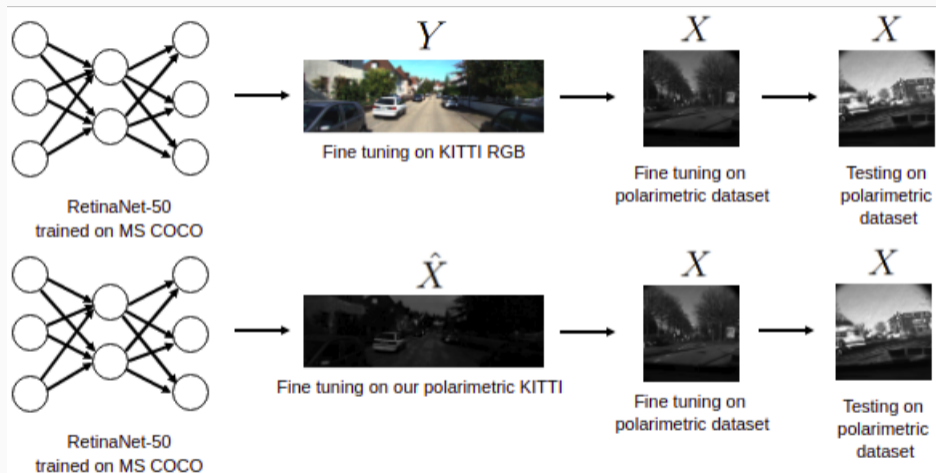 Y
X
X
Fine tuning on KITTI RGB
Fine tuning on
polarimetric dataset
Testing on
polarimetric
dataset
RetinaNet-50
trained on MS COCO
X̂
X
X
Fine tuning on our polarimetric KITTI
Fine tuning on
polarimetric dataset
Testing on
polarimetric
dataset
RetinaNet-50
trained on MS COCO